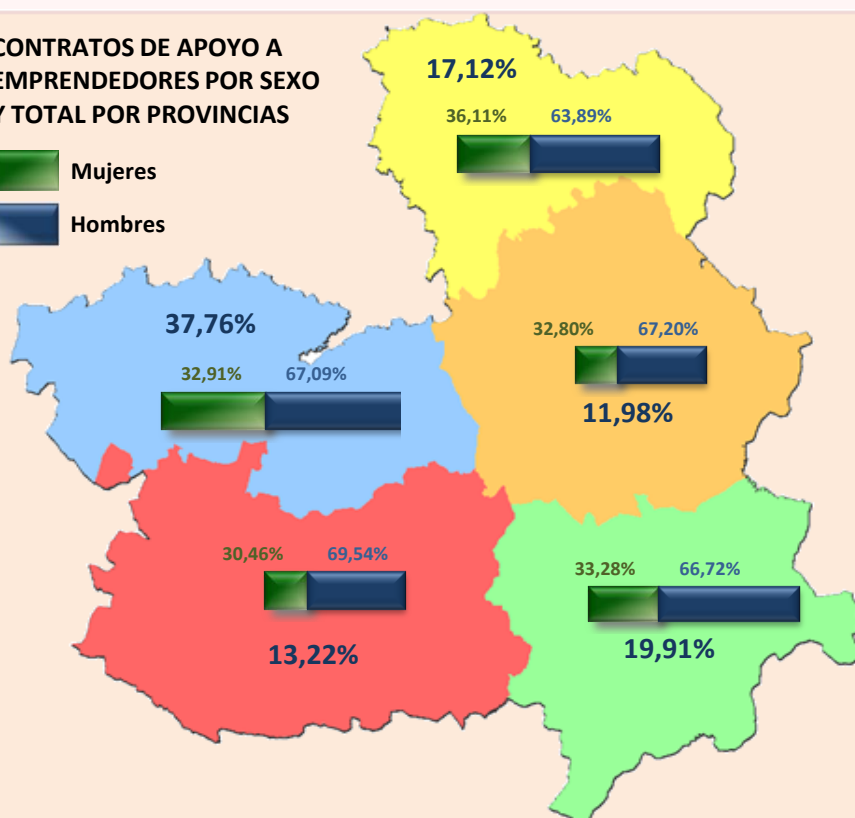 CONTRATOS DE APOYO A
EMPRENDEDORES POR SEXO
Y TOTAL POR PROVINCIAS
Mujeres
Hombres
17,12%
36,11% 63,89%
37,76%
32,91% 67,09%
32,80% 67,20%
11,98%
30,46% 69,54%
13,22%
33,28% 66,72%
19,91%